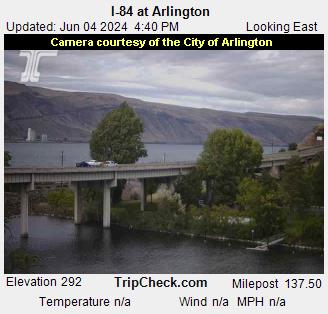 I-84 at Arlington
Updated: Jun 04 2024 4:40 PM Looking East
Camera courtesy of the City of Arlington
Elevation 292 TripCheck.com Milepost 137.50
Temperature n/a Wind n/a MPH n/a